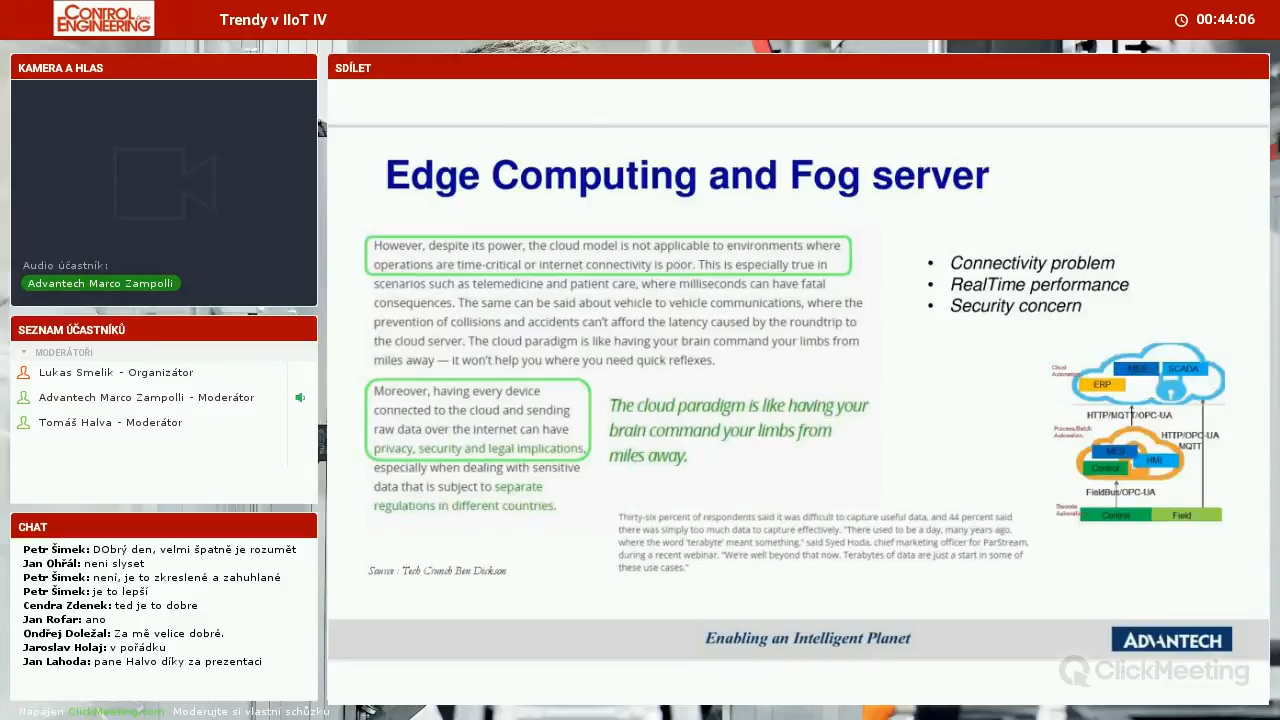 CONTROL
ENGINEERING
Trendy v IIoT IV
00:44:06
KAMERA A HLAS
Audio účastník:
Advantech Marco Zampolli
SEZNAM ÚČASTNÍKŮ
MODERÁTOŘI
Lukas Smelik - Organizátor
Advantech Marco Zampolli - Moderátor
Tomáš Halva - Moderátor
CHAT
Petr Šimek: DObrý den, velmi špatně je rozumět
Jan Ohřál: neni slyset
Petr Šimek: není, je to zkreslené a zahuhlané
Petr Šimek: je to lepší
Cendra Zdenek: ted je to dobre
Jan Rofar: ano
Ondřej Doležal: Za mě velice dobré.
Jaroslav Holaj: v pořádku
Jan Lahoda: pane Halvo díky za prezentaci
Napájen ClickMeeting.com Moderujte si vlastní schůzku
SDÍLET
Edge Computing and Fog server
However, despite its power, the cloud model is not applicable to environments where
operations are time-critical or internet connectivity is poor. This is especially true in
scenarios such as telemedicine and patient care, where milliseconds can have fatal
consequences. The same can be said about vehicle to vehicle communications, where the
prevention of collisions and accidents can't afford the latency caused by the roundtrip to
the cloud server. The cloud paradigm is like having your brain command your limbs from
miles away — it won't help you where you need quick reflexes.
Moreover, having every device
connected to the cloud and sending
raw data over the internet can have
privacy, security and legal implications,
especially when dealing with sensitive
data that is subject to separate
regulations in different countries.
Source : Tech Crunch Ben Dickson
The cloud paradigm is like having your
brain command your limbs from
miles away.
Thirty-six percent of respondents said it was difficult to capture useful data, and 44 percent said
there was simply too much data to capture effectively. "There used to be a day, many years ago,
where the word 'terabyte' meant something," said Syed Hoda, chief marketing officer for ParStream,
during a recent webinar. "We're well beyond that now. Terabytes of data are just a start in some of
these use cases."
• Connectivity problem
• RealTime performance
• Security concern
Cloud
MES
SCADA
ERP
HTTP/MQTT/OPC-UA
Process/Batch
Automation
HTTP/OPC-UA
MQTT
MES
HMI
Control
FieldBus/OPC-UA
Control
Field
Enabling an Intelligent Planet
ADVANTECH
ClickMeeting